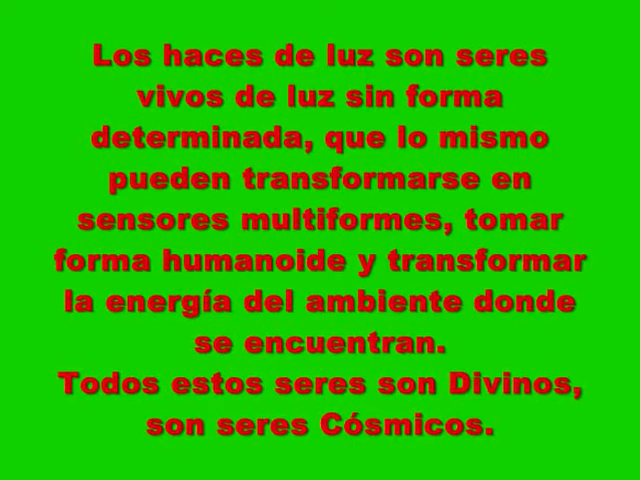 Los haces de luz son seres
vivos de luz sin forma
determinada, que lo mismo
pueden transformarse en
sensores multiformes, tomar
forma humanoide y transformar
la energía del ambiente donde
se encuentran.
Todos estos seres son Divinos,
son seres Cósmicos.